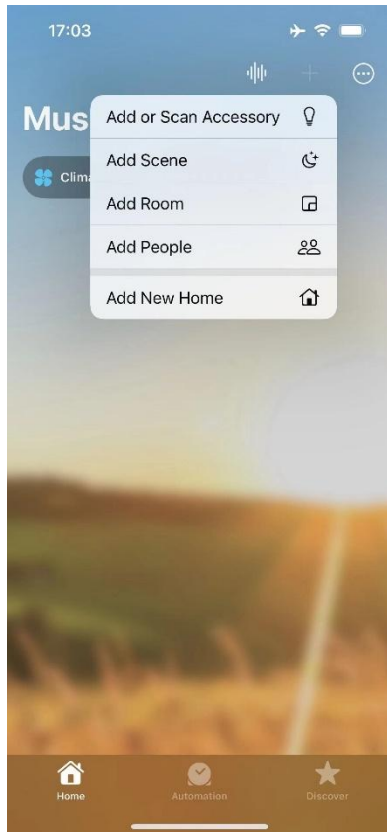 17:03
Mus
Add or Scan Accessory
Add Scene
Clima
Add Room
Add People
Add New Home
Home
Automation
Discover